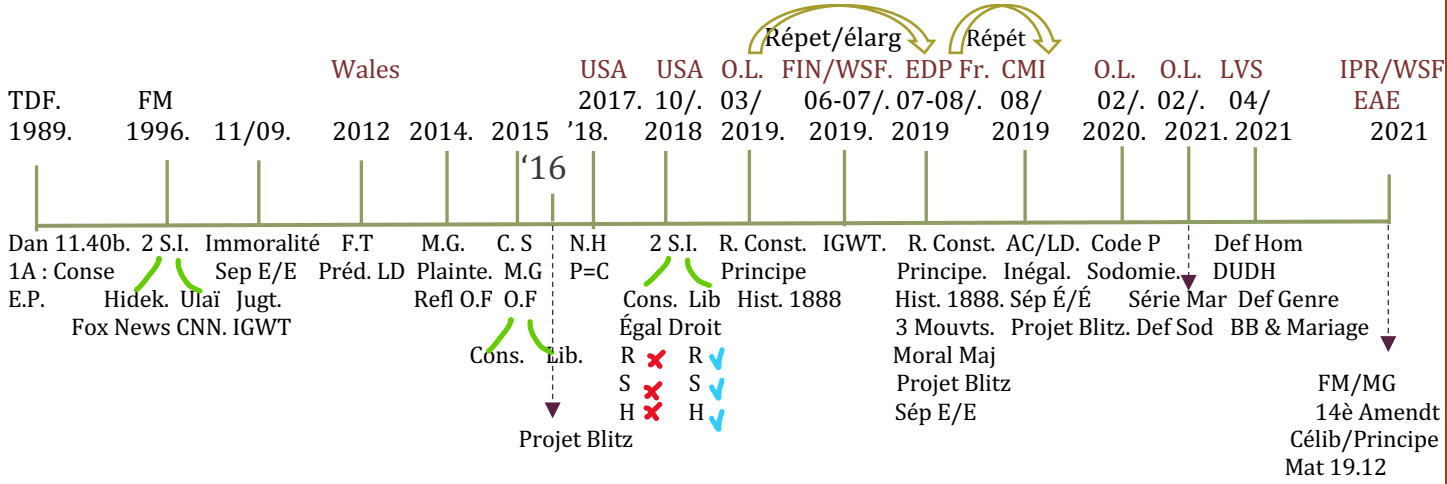 Répet/élarg Répét
Wales USA USA O.L. FIN/WSF. EDP Fr. CMI O.L. O.L. LVS IPR/WSF
TDF. FM 2017. 10/. 03/ 06-07/. 07-08/. 08/ 02/. 02/. 04/ EAE
1989. 1996. 11/09. 2012 2014. 2015 '18. 2018 2019. 2019. 2019 2019 2020. 2021. 2021 2021
‘16
Dan 11.40b. 2 S.I. Immoralité F.T M.G. C. S N.H 2 S.I. R. Const. IGWT. R. Const. AC/LD. Code P Def Hom
1A : Conse Sep E/E Préd. LD Plainte. M.G P=C Principe Principe. Inégal. Sodomie. DUDH
E.P. Hidek. Ulaï Jugt. Refl O.F O.F Cons. Lib Hist. 1888 Hist. 1888. Sép É/É Série Mar Def Genre
Fox News CNN. IGWT Égal Droit 3 Mouvts. Projet Blitz. Def Sod BB & Mariage
Cons. Lib. R R Moral Maj
S S Projet Blitz FM/MG
H H Sép E/E 14è Amendt
Projet Blitz Célib/Principe
Mat 19.12